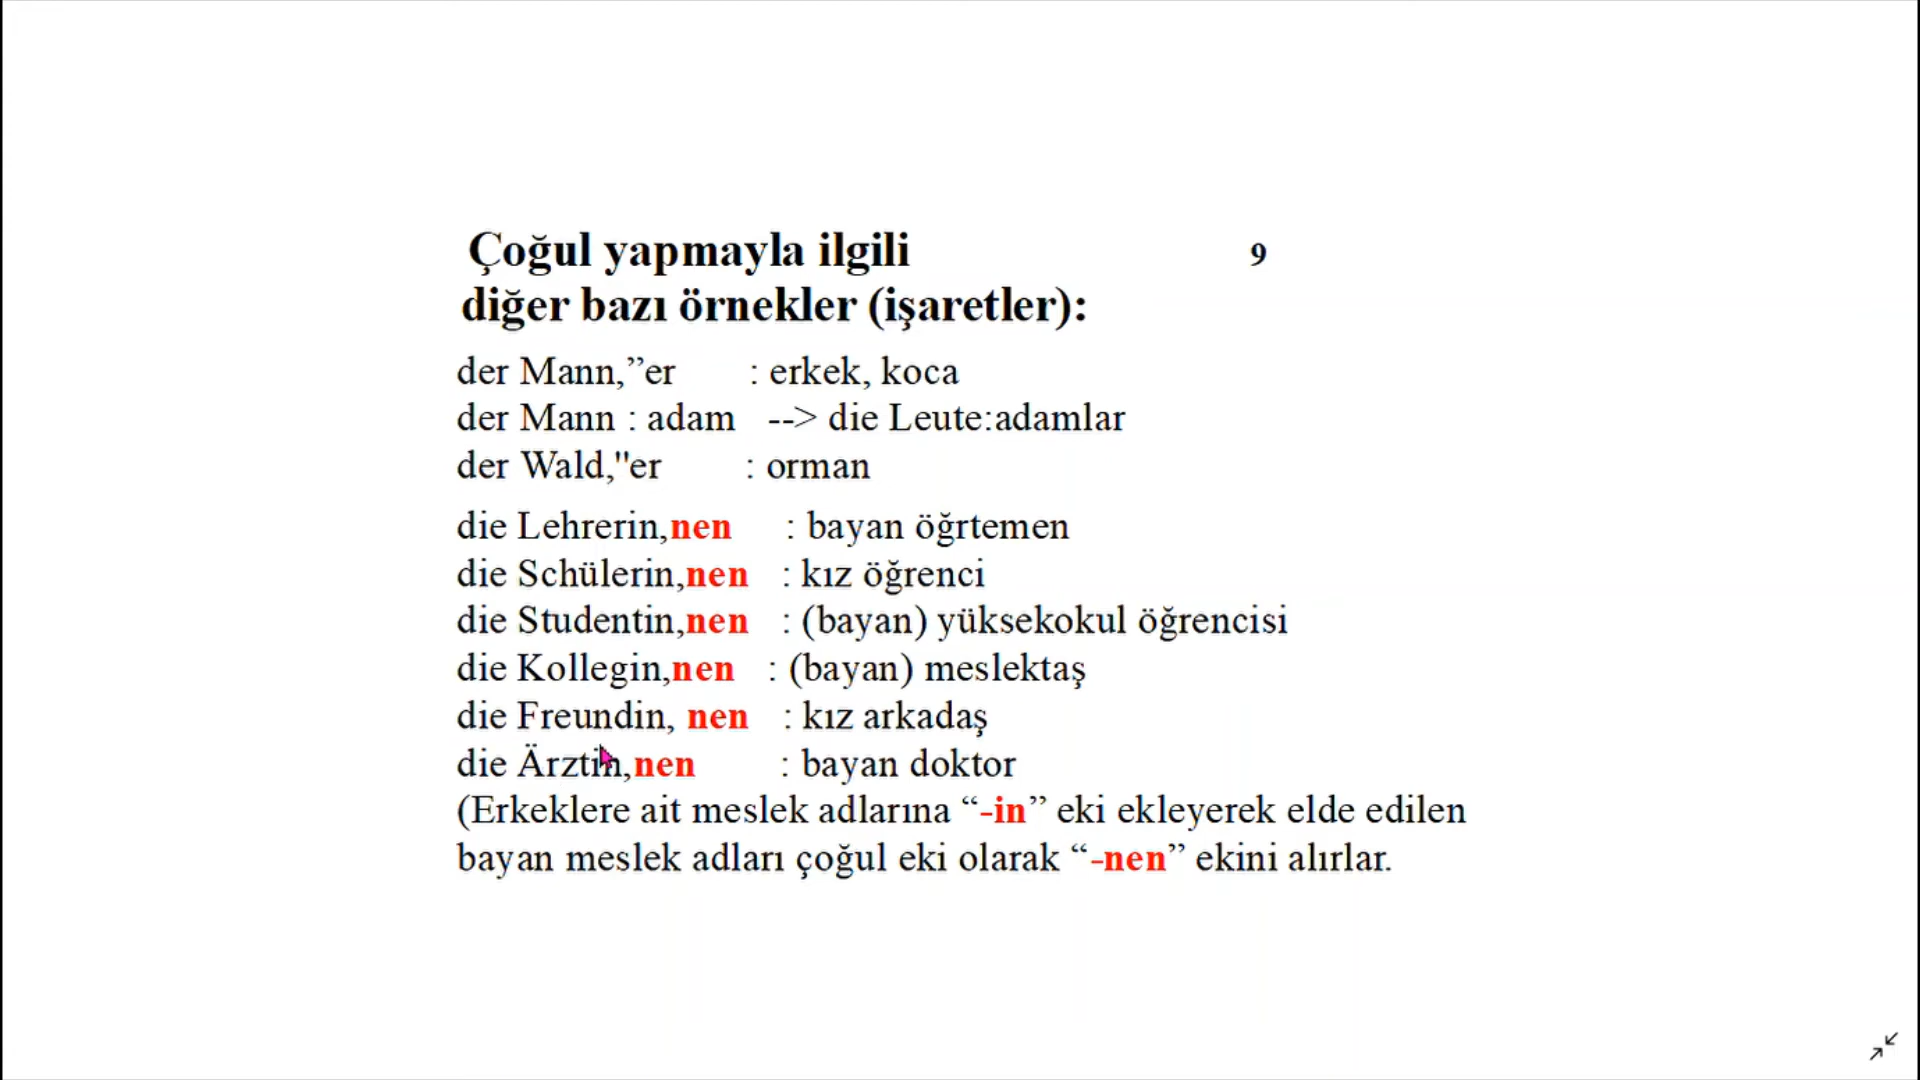 Çoğul yapmayla ilgili 9
diğer bazı örnekler (işaretler):
der Mann,”er : erkek, koca
der Mann : adam --> die Leute:adamlar
der Wald,"er : orman
die Lehrerin,nen : bayan öğrtemen
die Schülerin,nen : kız öğrenci
die Studentin,nen : (bayan) yüksekokul öğrencisi
die Kollegin,nen : (bayan) meslektaş
die Freundin, nen : kız arkadaş
die Ärztin,nen : bayan doktor
(Erkeklere ait meslek adlarına “-in” eki ekleyerek elde edilen
bayan meslek adları çoğul eki olarak “-nen” ekini alırlar.